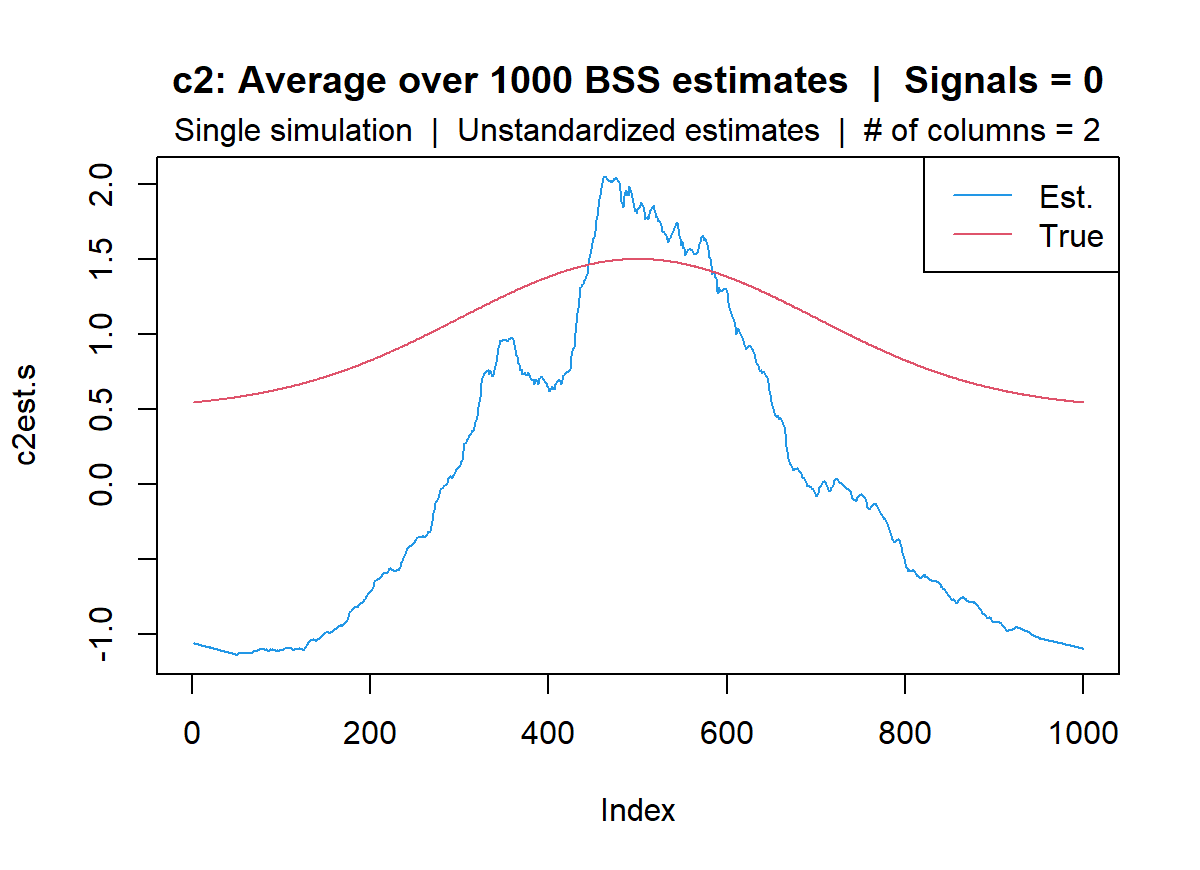 c2: Average over 1000 BSS estimates | Signals = 0
Single simulation | Unstandardized estimates | # of columns = 2
Est.
True
2.0
1.5
1.0
0.5
0.0
-1.0
c2est.s
0 200 400 600 800 1000
Index